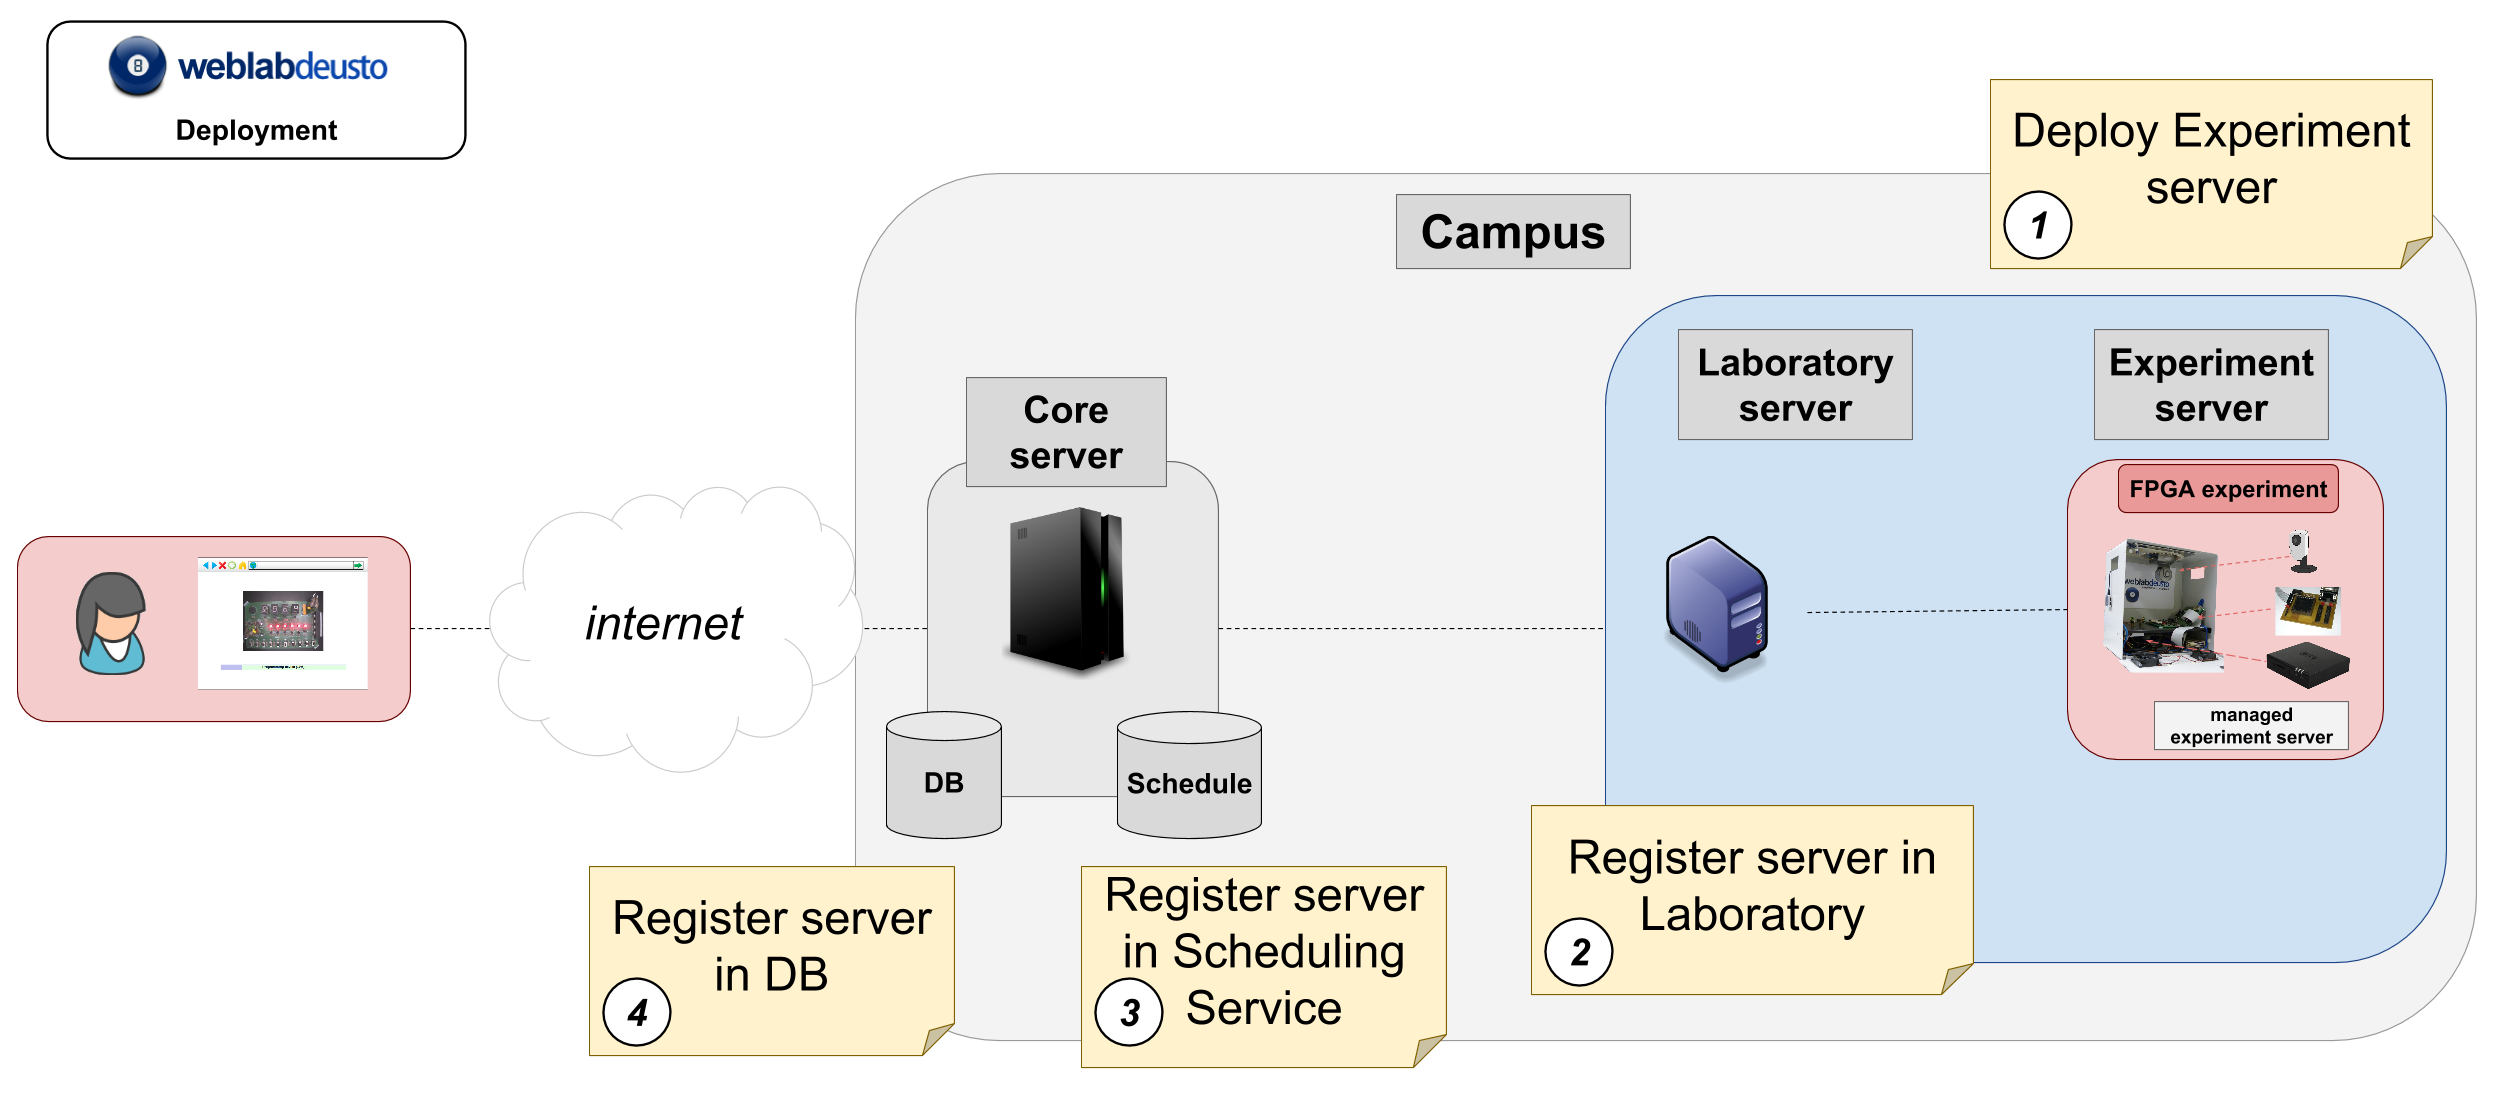 weblabdeusto
Deployment
Deploy Experiment
server
1
Campus
Laboratory
server
Experiment
server
Core
server
FPGA experiment
weblabdeusto
internet
managed
experiment server
DB
Schedule
Register server in
Laboratory
2
Register server
in Scheduling
Service
3
Register server
in DB
4